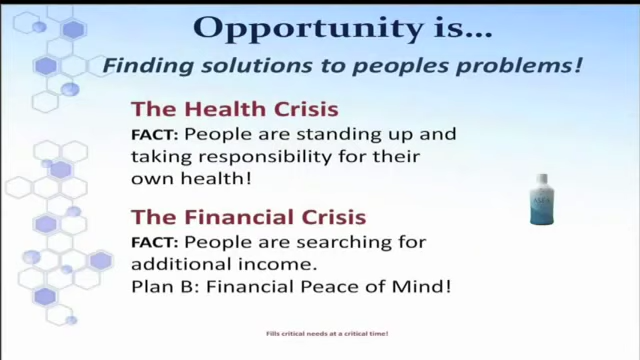 Opportunity is...
Finding solutions to peoples problems!
The Health Crisis
FACT: People are standing up and
taking responsibility for their
own health!
The Financial Crisis
FACT: People are searching for
additional income.
Plan B: Financial Peace of Mind!
Fills critical needs at a critical time!